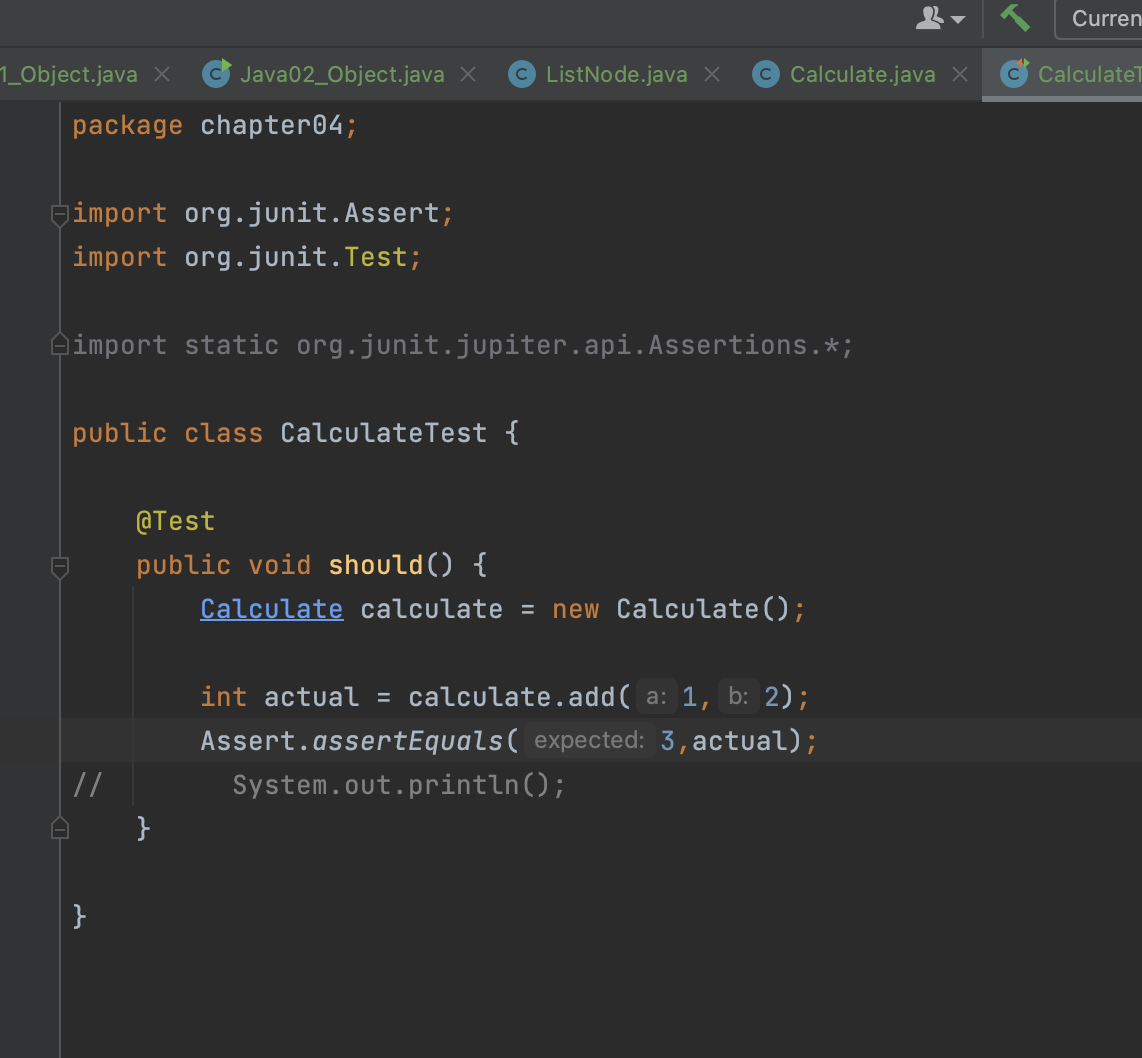 Curren
1_Object.java
Java02_Object.java
ListNode.java
Calculate.java
CalculateT
package chapter04;
import org.junit.Assert;
import org.junit.Test;
import static org.junit.jupiter.api.Assertions.*;
public class CalculateTest {
@Test
public void should() {
Calculate calculate = new Calculate();
int actual = calculate.add( a: 1, b: 2);
Assert.assertEquals( expected: 3,actual);
//        System.out.println();
}
}